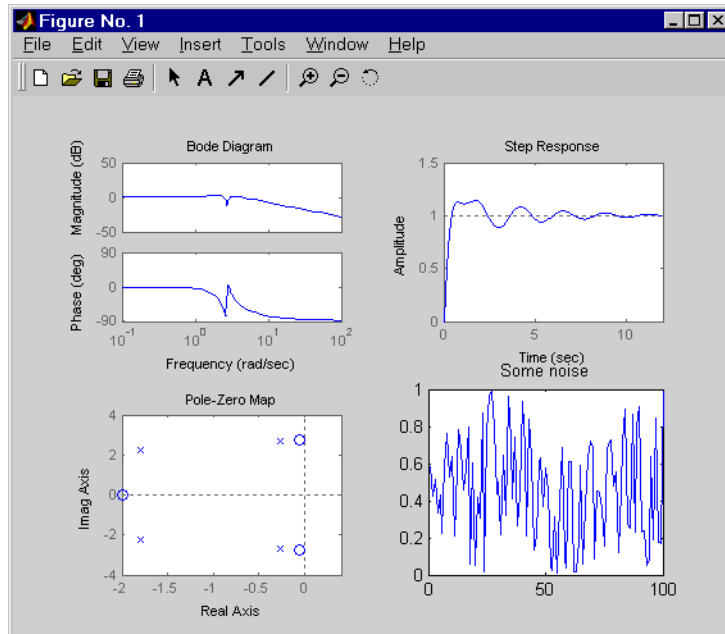 Figure No. 1
File Edit View Insert Tools Window Help
A
Bode Diagram
Magnitude (dB)
50
0
-50
Phase (deg)
90
0
-90
10^-1 10^0 10^1 10^2
Frequency (rad/sec)
Step Response
Amplitude
1.5
1
0.5
0
0 5 10
Time (sec)
Pole-Zero Map
Imag Axis
4
2
0
-2
-4
-2 -1.5 -1 -0.5 0
Real Axis
Some noise
1
0.8
0.6
0.4
0.2
0
0 50 100